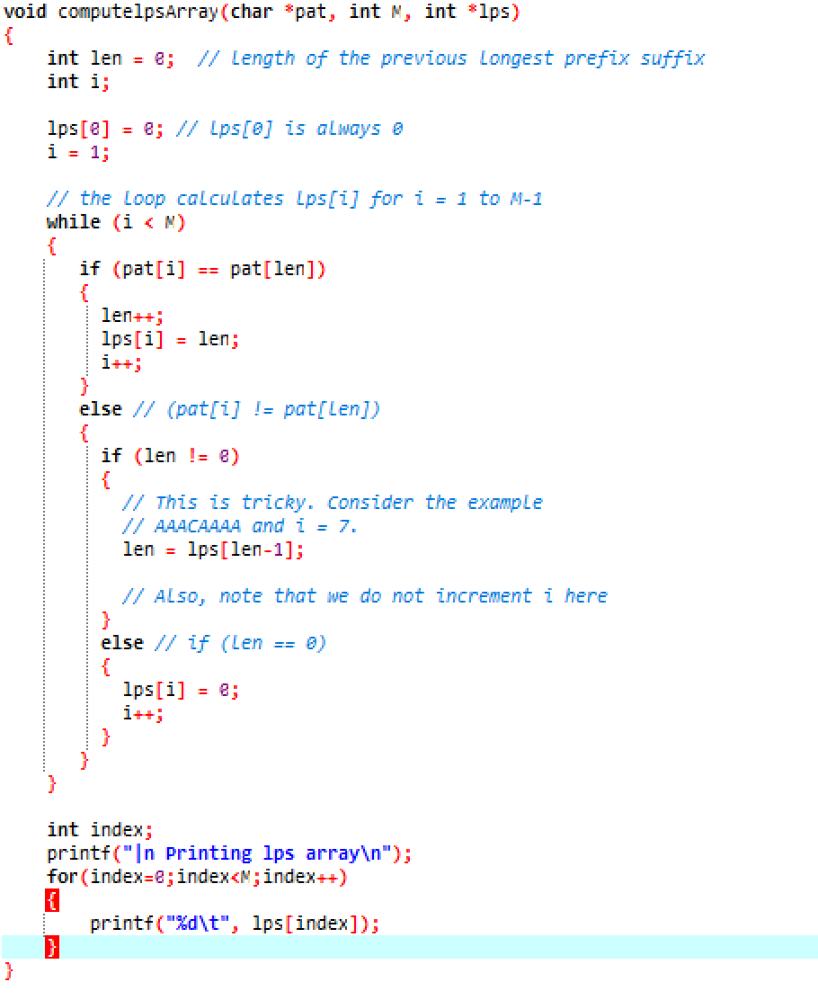 void computelpsArray(char *pat, int M, int *lps)
{
    int len = 0;  // Length of the previous longest prefix suffix
    int i;

    lps[0] = 0; // lps[0] is always 0
    i = 1;

    // the loop calculates lps[i] for i = 1 to M-1
    while (i < M)
    {
       if (pat[i] == pat[len])
       {
         len++;
         lps[i] = len;
         i++;
       }
       else // (pat[i] != pat[len])
       {
         if (len != 0)
         {
           // This is tricky. Consider the example
           // AAACAAAA and i = 7.
           len = lps[len-1];

           // Also, note that we do not increment i here
         }
         else // if (len == 0)
         {
           lps[i] = 0;
           i++;
         }
       }
    }

    int index;
    printf("|n Printing lps array\n");
    for(index=0;index<M;index++)
    {
        printf("%d\t", lps[index]);
    }
}